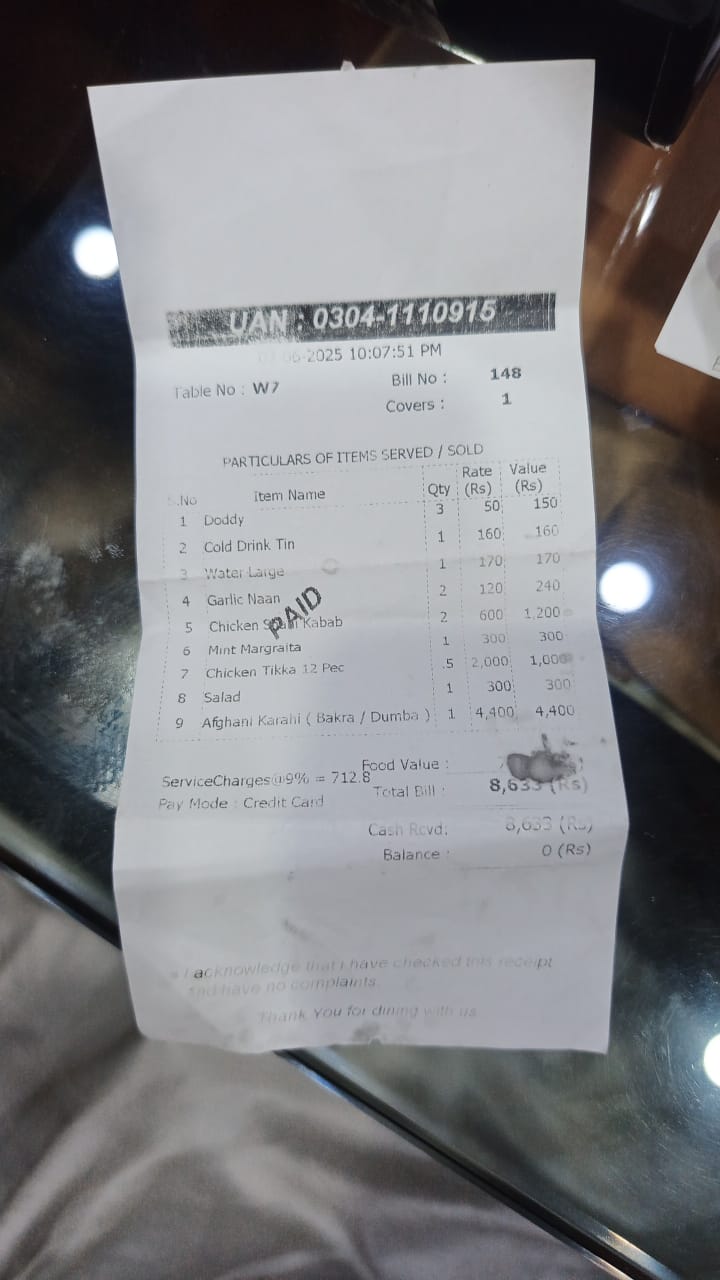 UAN : 0304-1110915
06-2025 10:07:51 PM
Table No : W7 Bill No : 148
Covers : 1
PARTICULARS OF ITEMS SERVED / SOLD
S.No Item Name Qty Rate (Rs) Value (Rs)
1 Doddy 3 50 150
2 Cold Drink Tin 1 160 160
3 Water Large 1 170 170
4 Garlic Naan 2 120 240
5 Chicken Kabab 2 600 1,200
PAID
6 Mint Margraita 1 300 300
7 Chicken Tikka 12 Pec .5 2,000 1,000
8 Salad 1 300 300
9 Afghani Karahi ( Bakra / Dumba ) 1 4,400 4,400
Food Value :
ServiceCharges@9% = 712.8
Total Bill : 8,633 (Rs)
Pay Mode : Credit Card
Cash Rcvd: 8,633 (Rs)
Balance : 0 (Rs)
I acknowledge that I have checked this receipt
and have no complaints.
Thank You for dining with us